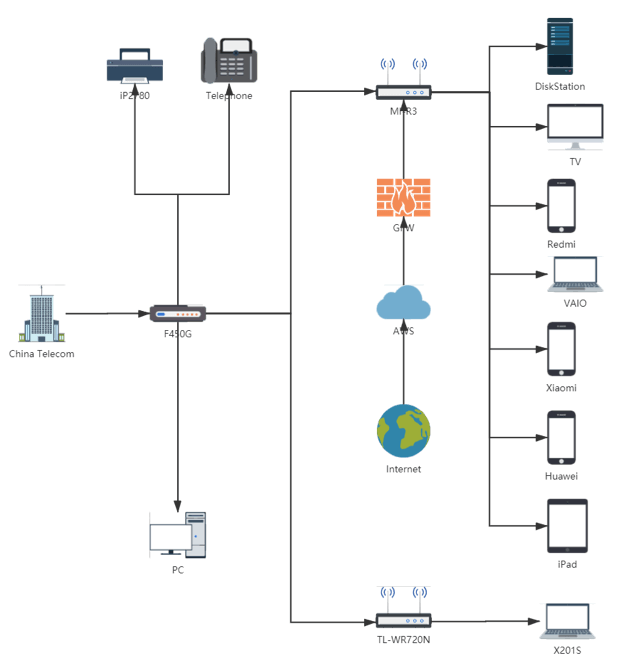 iP2780
Telephone
DiskStation
TV
GFW
Redmi
VAIO
China Telecom
F450G
AWS
Xiaomi
Internet
Huawei
PC
iPad
TL-WR720N
X201S